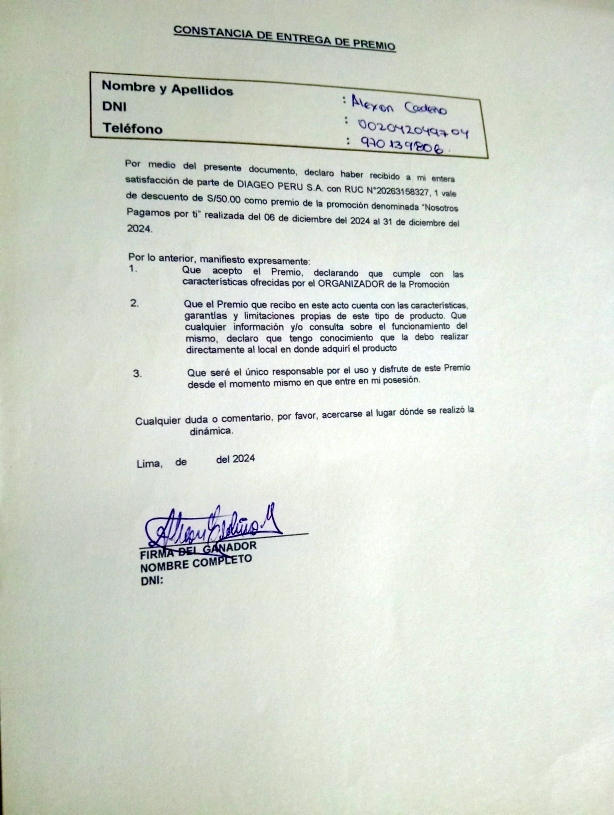 CONSTANCIA DE ENTREGA DE PREMIO
Nombre y Apellidos : Alexon Cadeno
DNI : 002042049704
Teléfono : 970139806
Por medio del presente documento, declaro haber recibido a mi entera
satisfacción de parte de DIAGEO PERU S.A. con RUC N°20263158327, 1 vale
de descuento de S/50.00 como premio de la promoción denominada "Nosotros
Pagamos por ti" realizada del 06 de diciembre del 2024 al 31 de diciembre del
2024.
Por lo anterior, manifiesto expresamente:
1. Que acepto el Premio, declarando que cumple con las
características ofrecidas por el ORGANIZADOR de la Promoción
2. Que el Premio que recibo en este acto cuenta con las características,
garantías y limitaciones propias de este tipo de producto. Que
cualquier información y/o consulta sobre el funcionamiento del
mismo, declaro que tengo conocimiento que la debo realizar
directamente al local en donde adquirí el producto
3. Que seré el único responsable por el uso y disfrute de este Premio
desde el momento mismo en que entre en mi posesión.
Cualquier duda o comentario, por favor, acercarse al lugar dónde se realizó la
dinámica.
Lima, de del 2024
FIRMA DEL GANADOR
NOMBRE COMPLETO
DNI: